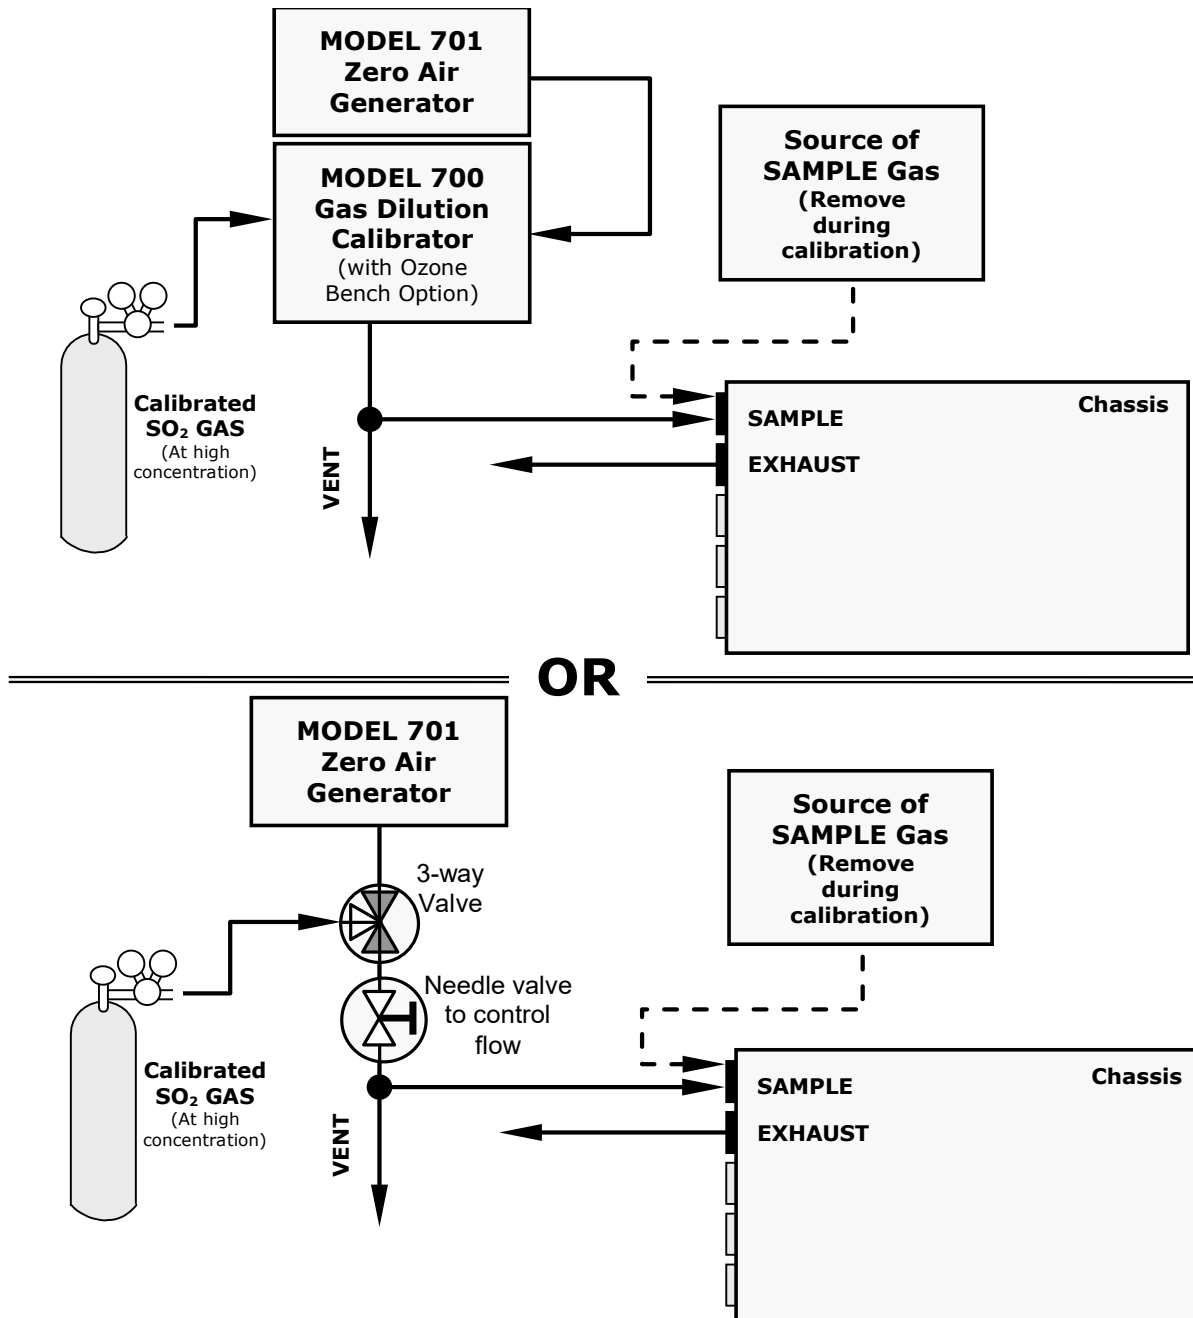 MODEL 701
Zero Air
Generator
MODEL 700
Gas Dilution
Calibrator
(with Ozone
Bench Option)
Source of
SAMPLE Gas
(Remove
during
calibration)
Calibrated
SO₂ GAS
(At high
concentration)
VENT
SAMPLE
EXHAUST
Chassis
OR
MODEL 701
Zero Air
Generator
3-way
Valve
Needle valve
to control
flow
Source of
SAMPLE Gas
(Remove
during
calibration)
Calibrated
SO₂ GAS
(At high
concentration)
VENT
SAMPLE
EXHAUST
Chassis